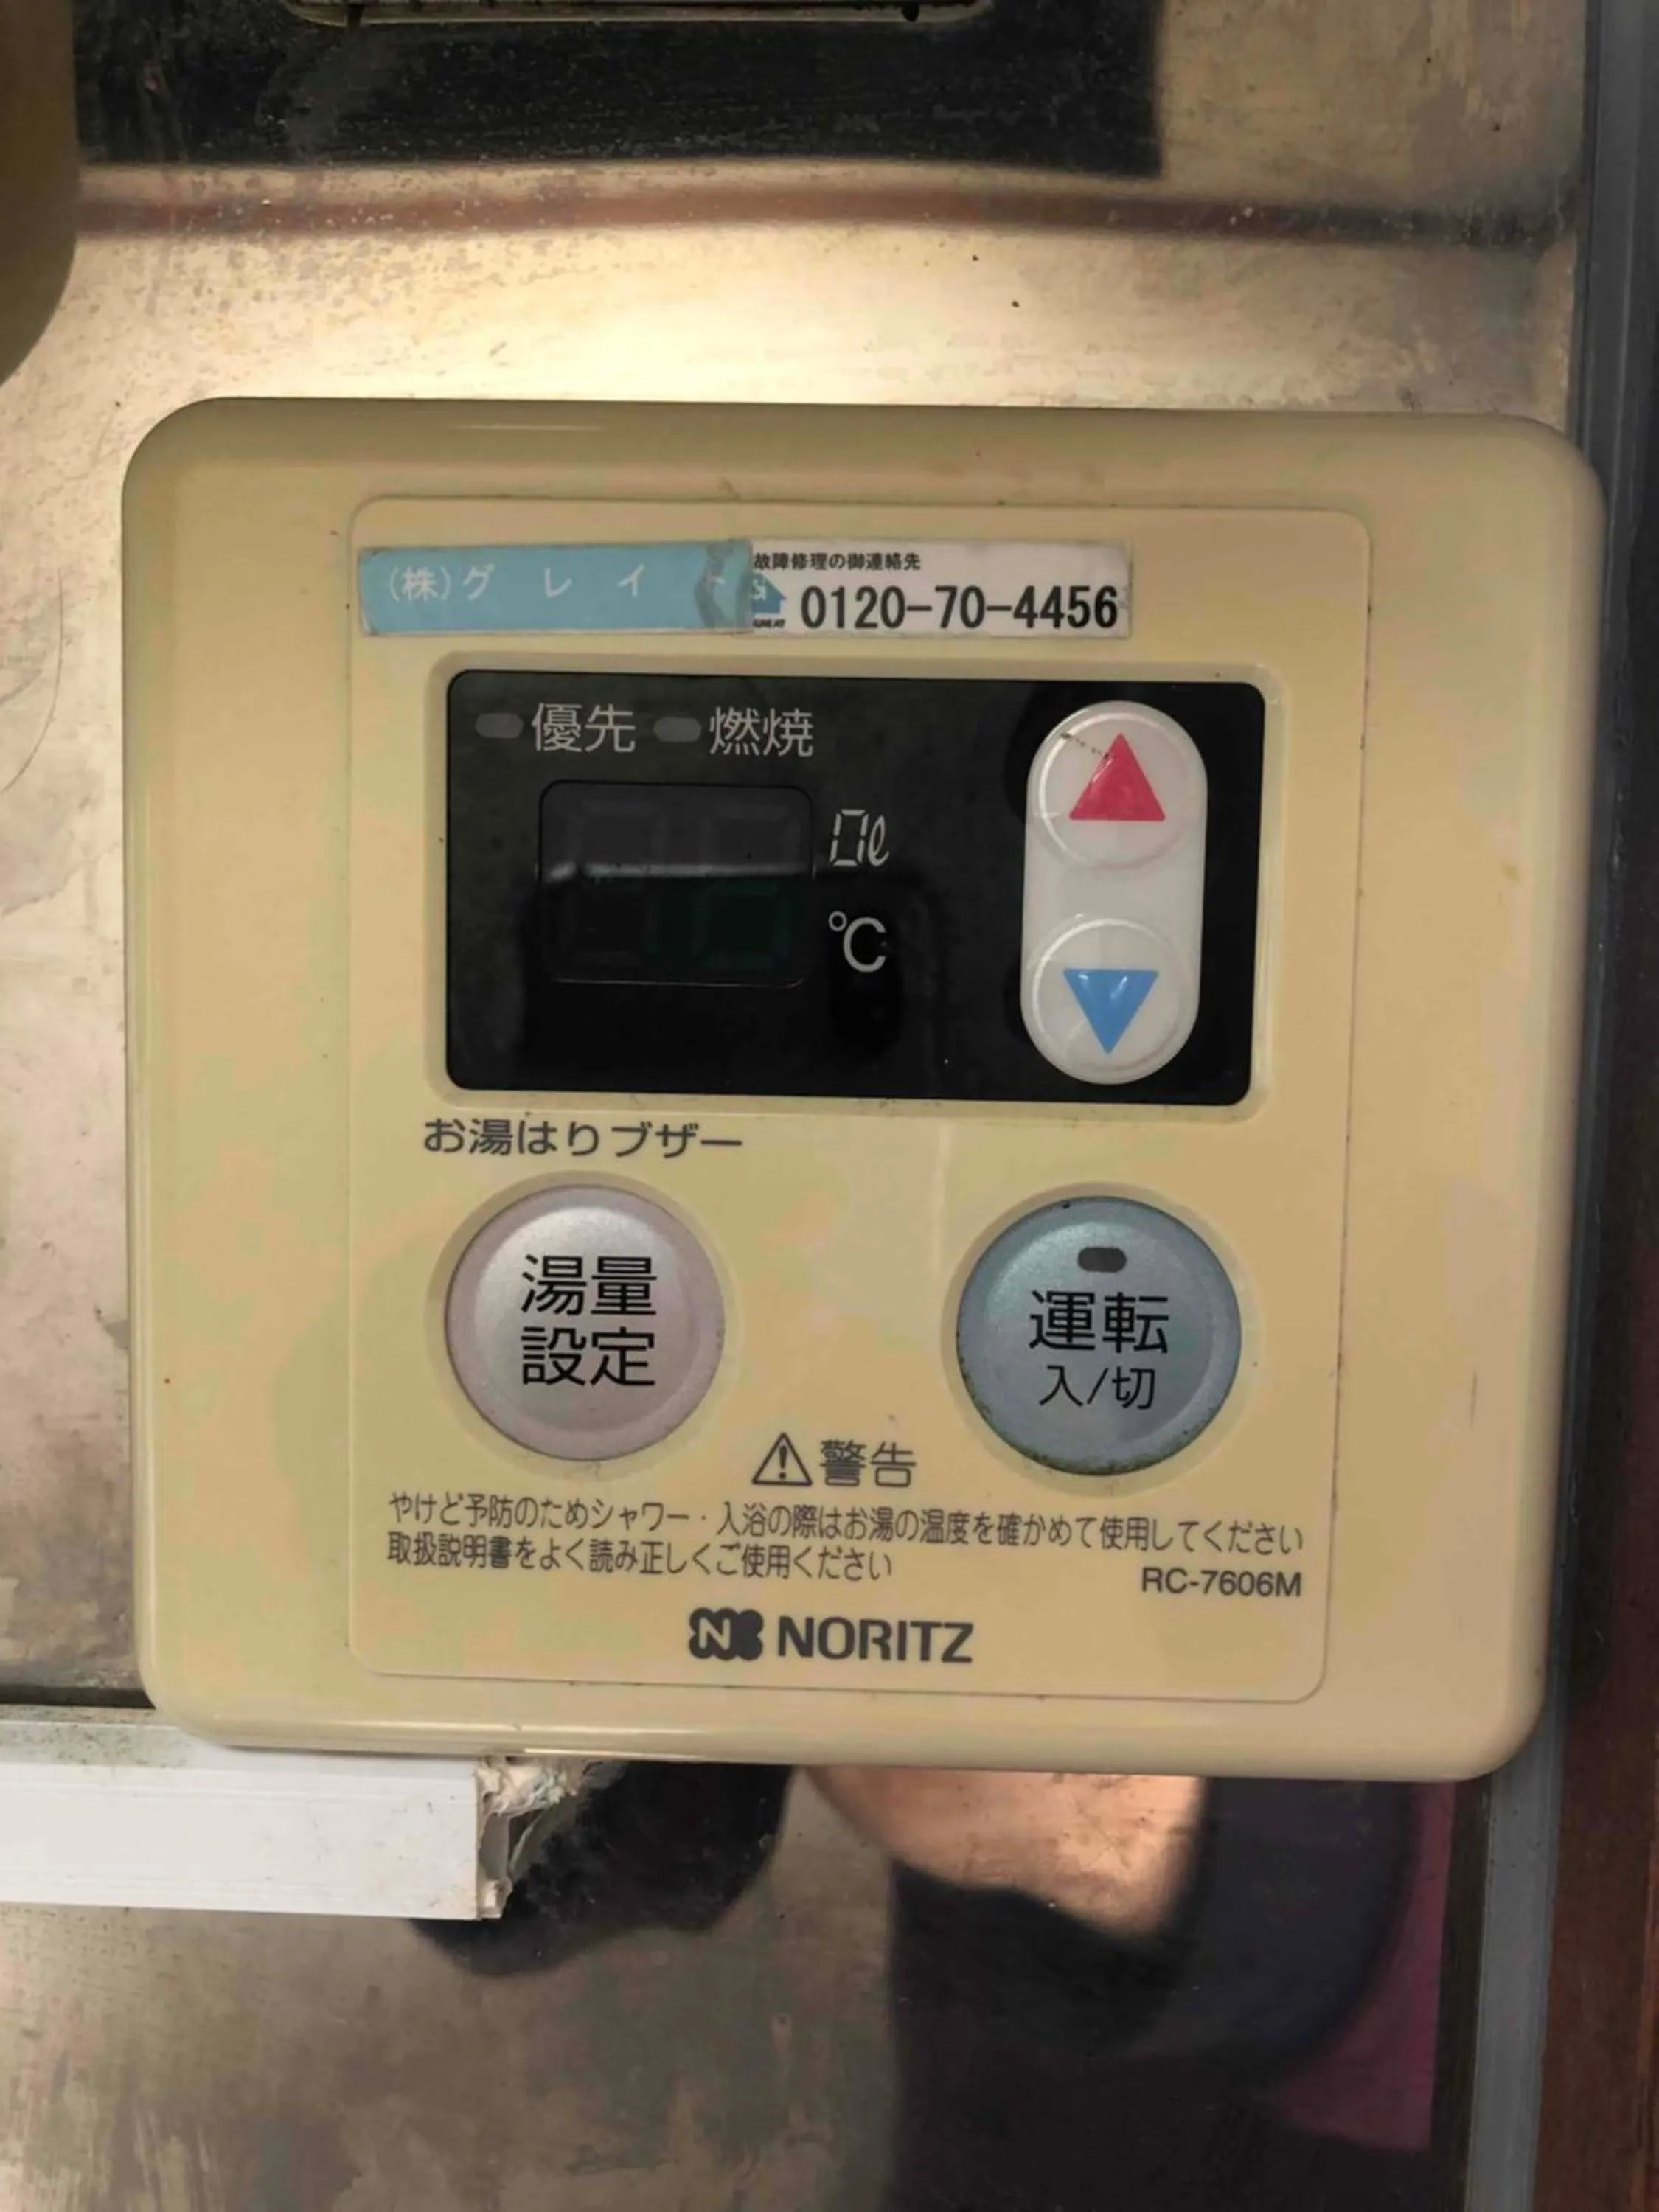 (株)グレイト
故障修理の御連絡先
GREAT
0120-70-4456
優先 燃焼
0ℓ
℃
お湯はりブザー
湯量
設定
運転
入/切
警告
やけど予防のためシャワー・入浴の際はお湯の温度を確かめて使用してください
取扱説明書をよく読み正しくご使用ください
RC-7606M
N NORITZ